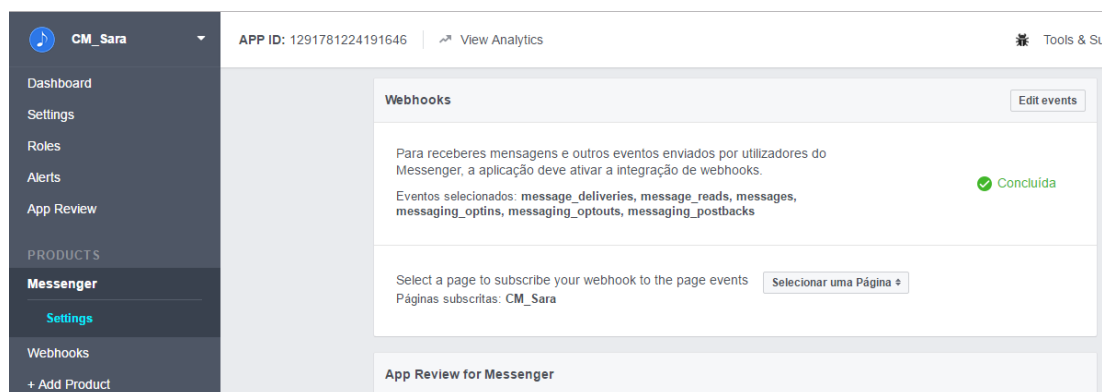 CM_Sara
APP ID: 1291781224191646 View Analytics
Tools & Su
Dashboard
Settings
Roles
Alerts
App Review
PRODUCTS
Messenger
Settings
Webhooks
+ Add Product
Webhooks
Edit events
Para receberes mensagens e outros eventos enviados por utilizadores do
Messenger, a aplicação deve ativar a integração de webhooks.
Eventos selecionados: message_deliveries, message_reads, messages,
messaging_optins, messaging_optouts, messaging_postbacks
Concluída
Select a page to subscribe your webhook to the page events
Selecionar uma Página
Páginas subscritas: CM_Sara
App Review for Messenger